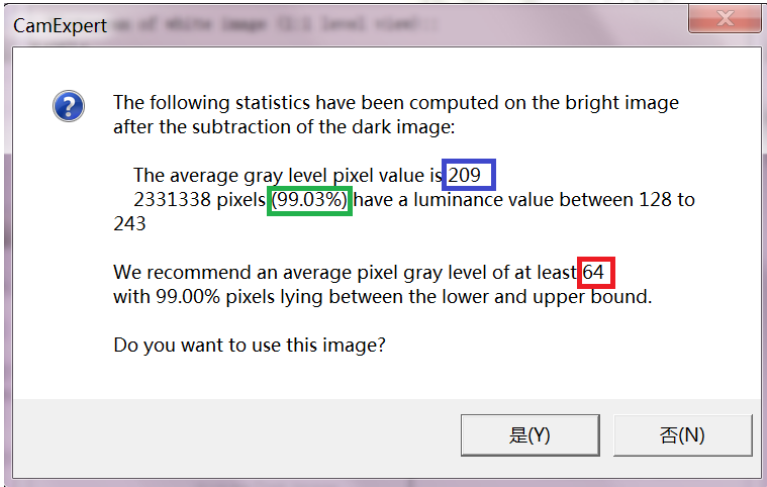 CamExpert
The following statistics have been computed on the bright image
after the subtraction of the dark image:
The average gray level pixel value is 209
2331338 pixels (99.03%) have a luminance value between 128 to
243
We recommend an average pixel gray level of at least 64
with 99.00% pixels lying between the lower and upper bound.
Do you want to use this image?
是(Y) 否(N)